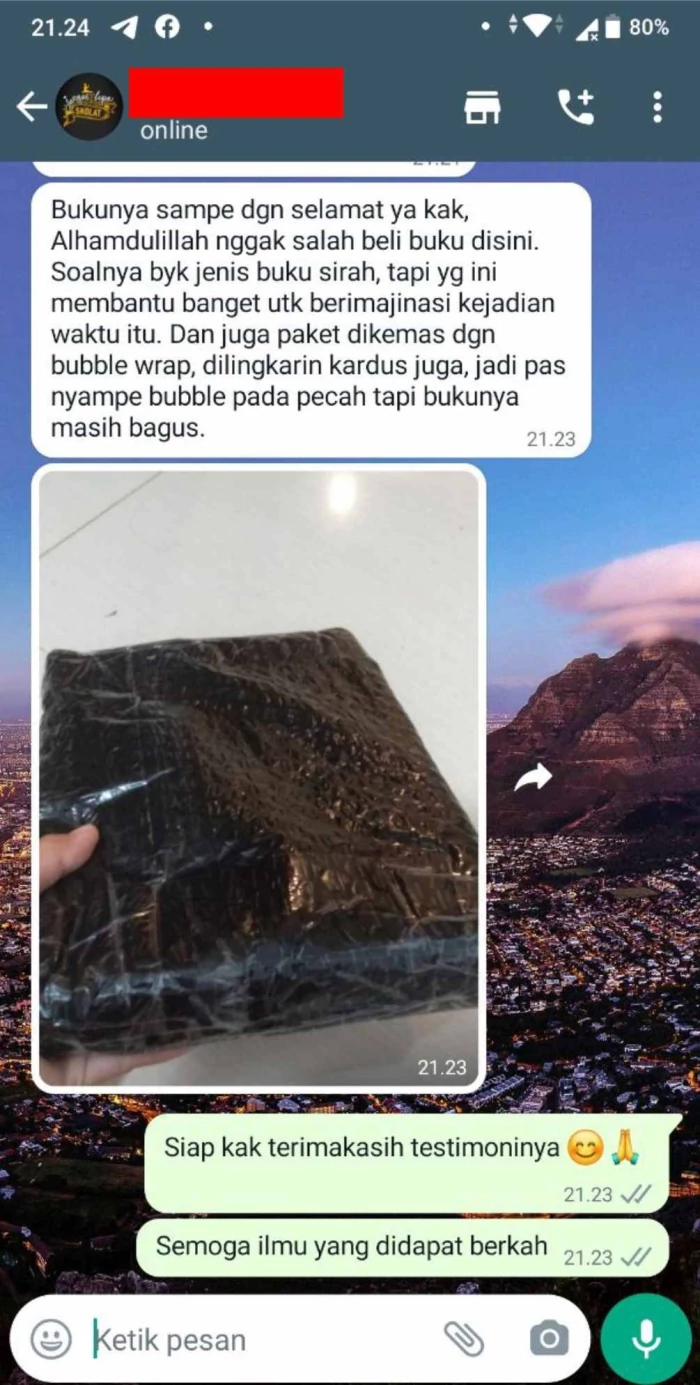 21.24
80%
SHOLAT
online
Bukunya sampe dgn selamat ya kak,
Alhamdulillah nggak salah beli buku disini.
Soalnya byk jenis buku sirah, tapi yg ini
membantu banget utk berimajinasi kejadian
waktu itu. Dan juga paket dikemas dgn
bubble wrap, dilingkarin kardus juga, jadi pas
nyampe bubble pada pecah tapi bukunya
masih bagus.
21.23
21.23
Siap kak terimakasih testimoninya 😊🙏
21.23
Semoga ilmu yang didapat berkah
21.23
Ketik pesan